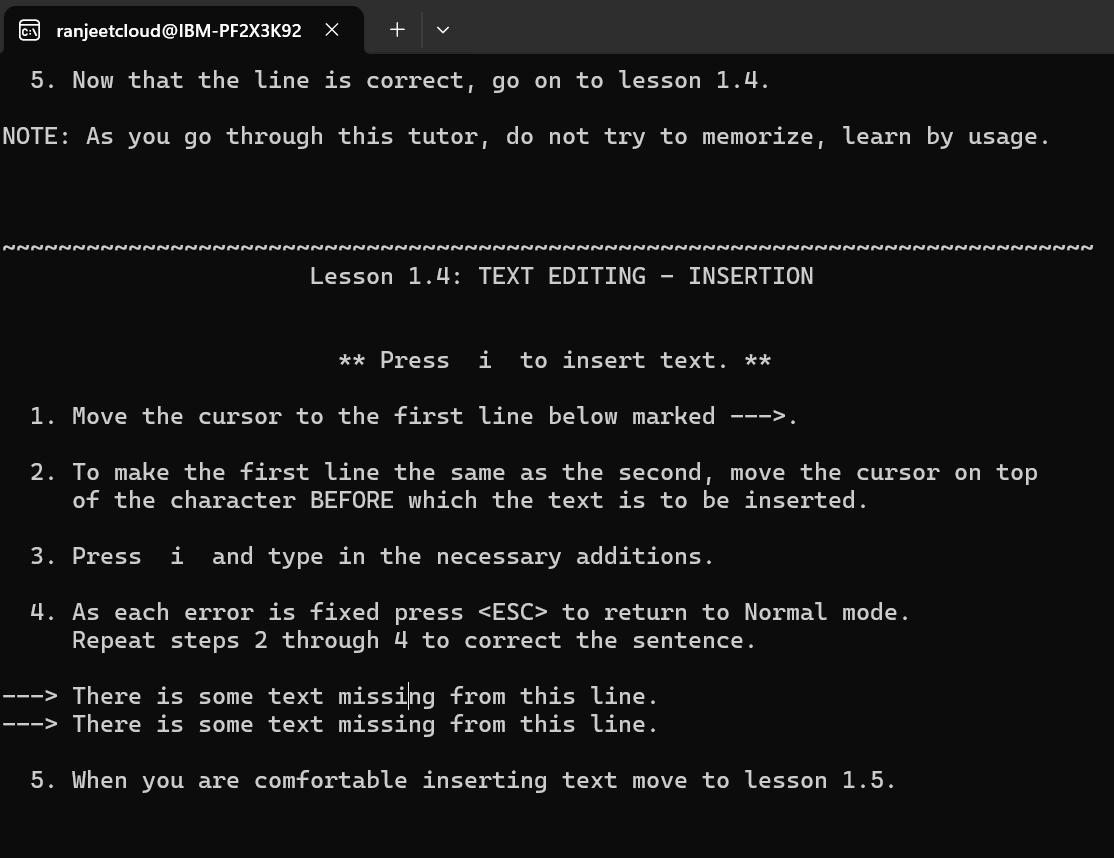 ranjeetcloud@IBM-PF2X3K92
5. Now that the line is correct, go on to lesson 1.4.
NOTE: As you go through this tutor, do not try to memorize, learn by usage.
~~~~~~~~~~~~~~~~~~~~~~~~~~~~~~~~~~~~~~~~~~~~~~~~~~~~~~~~~~~~~~~~~~~~~~~~~~~~~~
Lesson 1.4: TEXT EDITING - INSERTION
** Press  i  to insert text. **
1. Move the cursor to the first line below marked --->.
2. To make the first line the same as the second, move the cursor on top
of the character BEFORE which the text is to be inserted.
3. Press  i  and type in the necessary additions.
4. As each error is fixed press <ESC> to return to Normal mode.
Repeat steps 2 through 4 to correct the sentence.
---> There is some text missing from this line.
---> There is some text missing from this line.
5. When you are comfortable inserting text move to lesson 1.5.